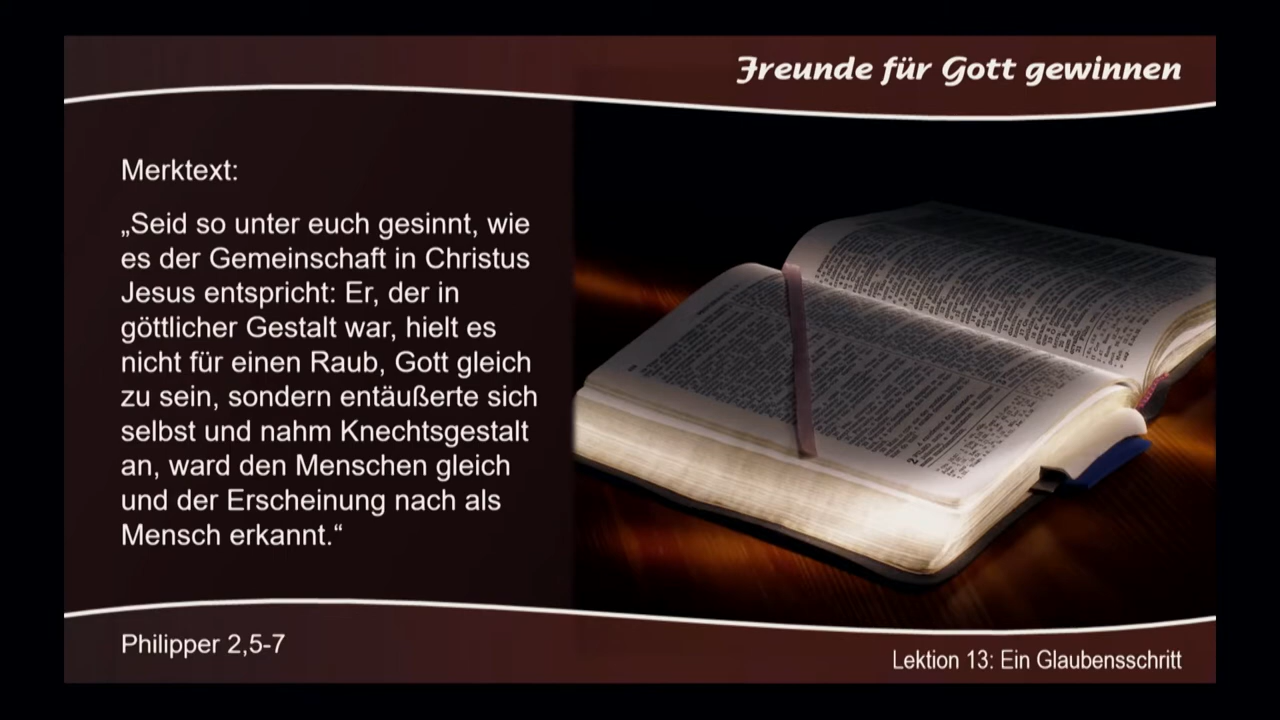 Freunde für Gott gewinnen
Merktext:
„Seid so unter euch gesinnt, wie
es der Gemeinschaft in Christus
Jesus entspricht: Er, der in
göttlicher Gestalt war, hielt es
nicht für einen Raub, Gott gleich
zu sein, sondern entäußerte sich
selbst und nahm Knechtsgestalt
an, ward den Menschen gleich
und der Erscheinung nach als
Mensch erkannt.“
Philipper 2,5-7
Lektion 13: Ein Glaubensschritt